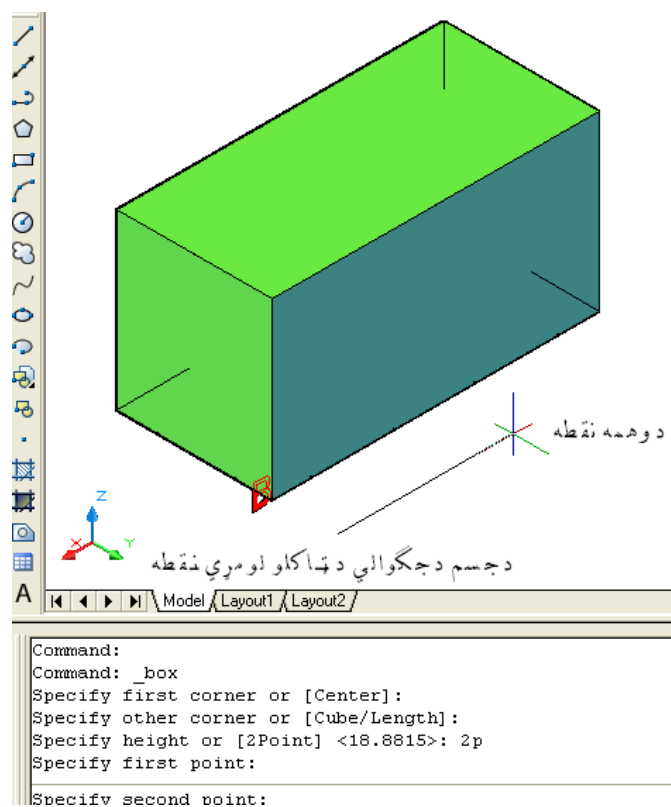 دوهمه نقطه
Z
X
Y
دجسم دجګوالي دټاکلو لومړي نقطه
A
Model Layout1 Layout2
Command:
Command: _box
Specify first corner or [Center]:
Specify other corner or [Cube/Length]:
Specify height or [2Point] <18.8815>: 2p
Specify first point:
Specify second point: